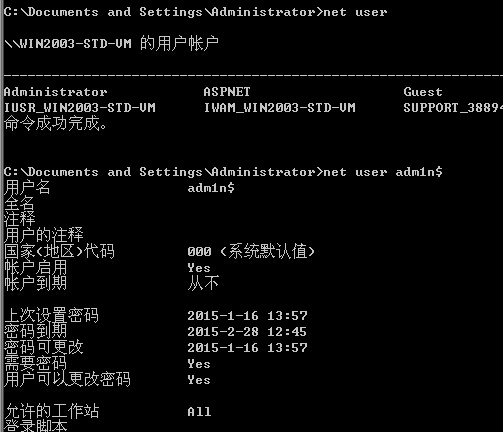 C:\Documents and Settings\Administrator>net user
\\WIN2003-STD-VM 的用户帐户
-------------------------------------------------------------------------------
Administrator ASPNET Guest
IUSR_WIN2003-STD-VM IWAM_WIN2003-STD-VM SUPPORT_38894
命令成功完成。
C:\Documents and Settings\Administrator>net user adm1n$
用户名 adm1n$
全名
注释
用户的注释
国家(地区)代码 000 (系统默认值)
帐户启用 Yes
帐户到期 从不
上次设置密码 2015-1-16 13:57
密码到期 2015-2-28 12:45
密码可更改 2015-1-16 13:57
需要密码 Yes
用户可以更改密码 Yes
允许的工作站 All
登录脚本